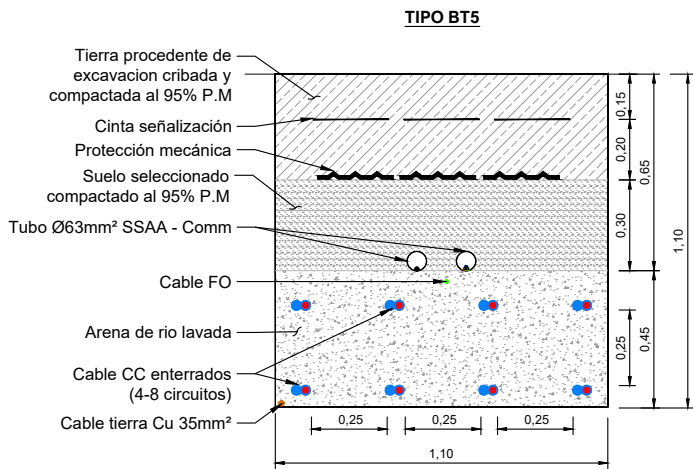 TIPO BT5
Tierra procedente de
excavacion cribada y
compactada al 95% P.M
Cinta señalización
Protección mecánica
Suelo seleccionado
compactado al 95% P.M
Tubo Ø63mm² SSAA - Comm
Cable FO
Arena de rio lavada
Cable CC enterrados
(4-8 circuitos)
Cable tierra Cu 35mm²
0,15
0,20
0,65
0,30
1,10
0,25
0,45
0,25
0,25
0,25
1,10